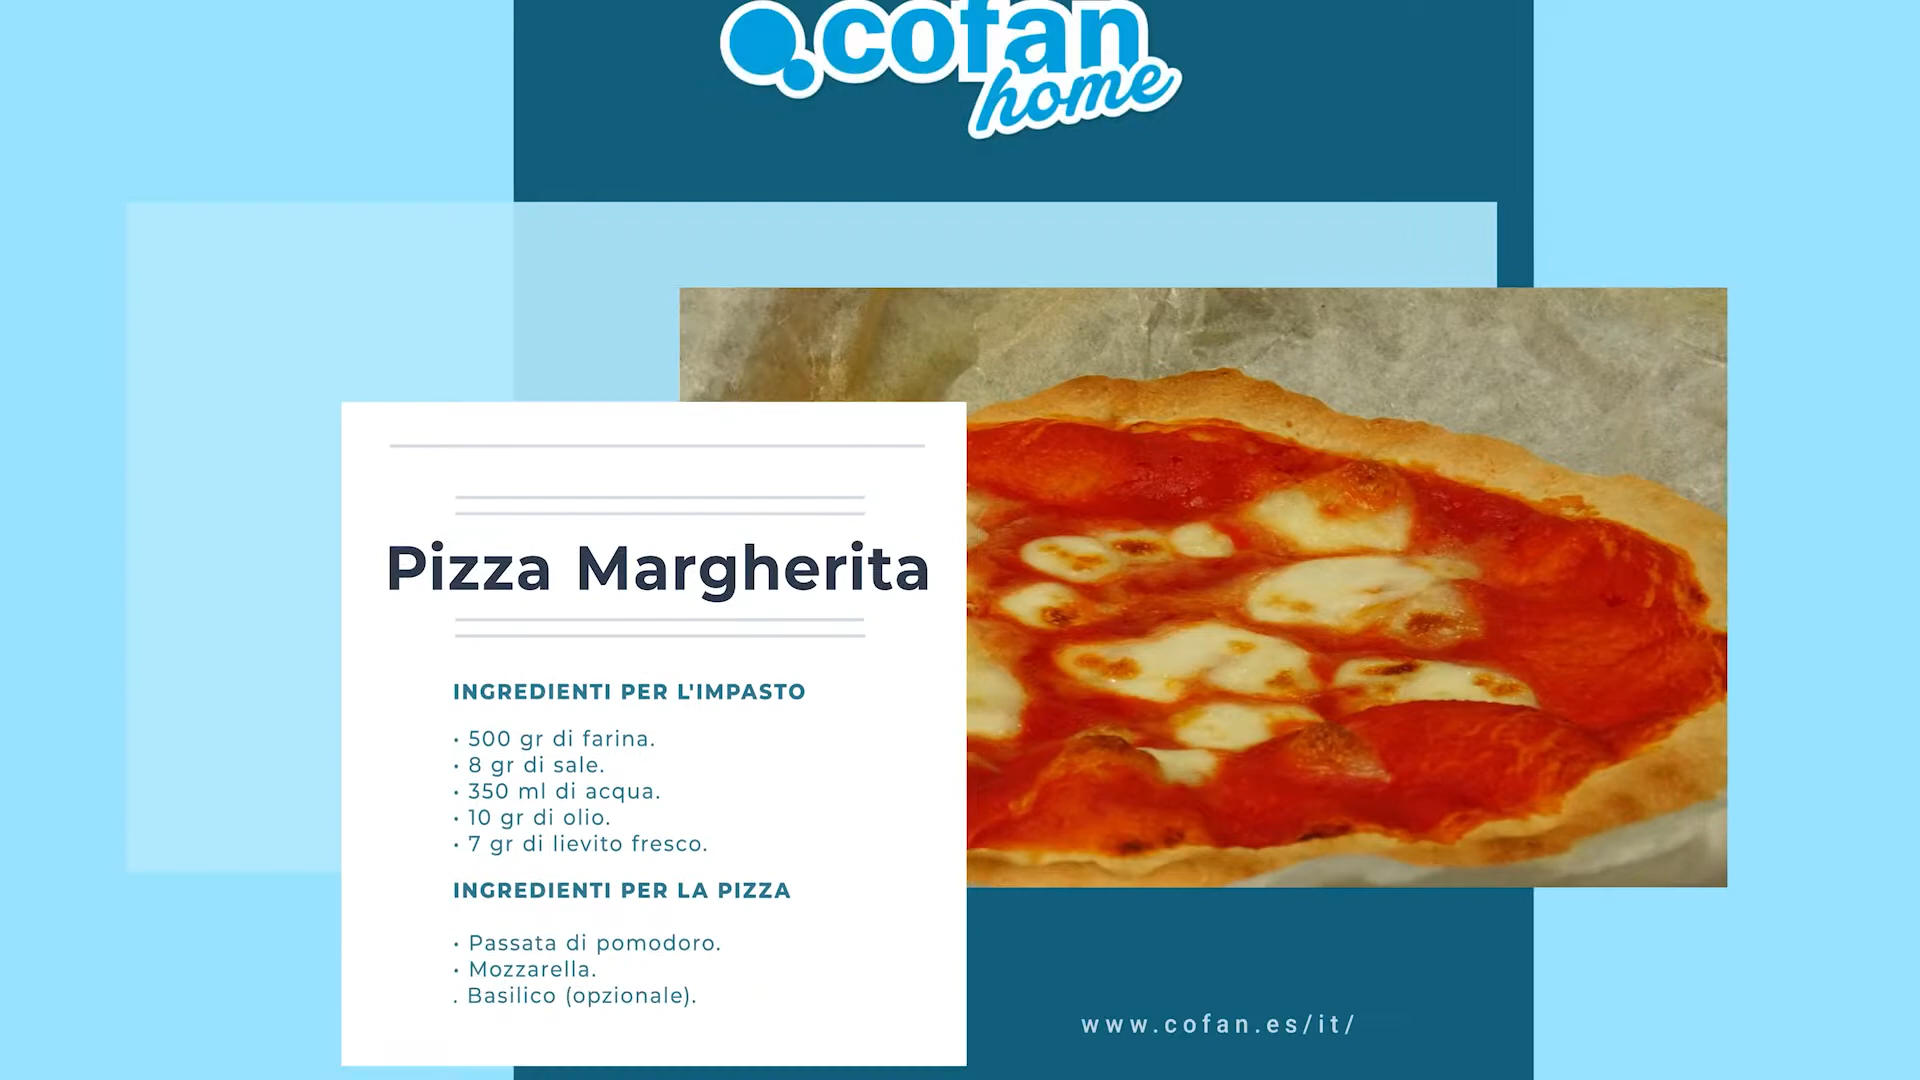 cofan
home
Pizza Margherita
INGREDIENTI PER L'IMPASTO
• 500 gr di farina.
• 8 gr di sale.
• 350 ml di acqua.
• 10 gr di olio.
• 7 gr di lievito fresco.
INGREDIENTI PER LA PIZZA
• Passata di pomodoro.
• Mozzarella.
. Basilico (opzionale).
www.cofan.es/it/